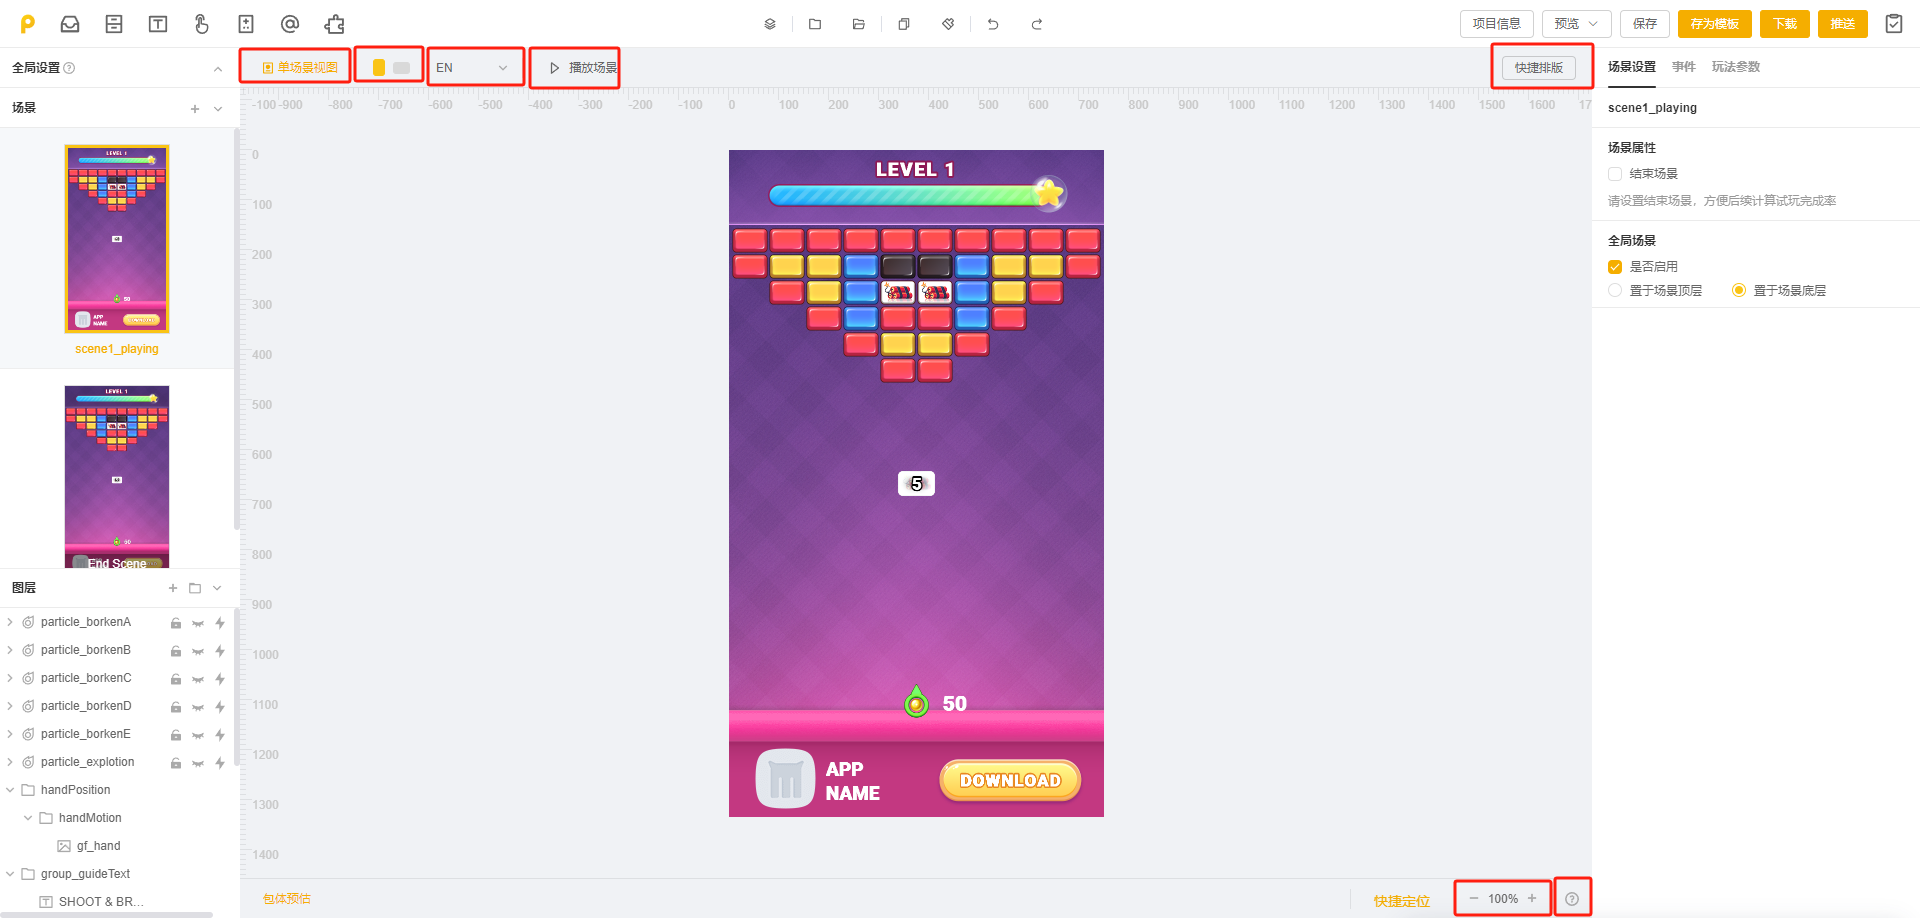 项目信息
预览
保存
存为模板
下载
推送
全局设置
单场景视图
EN
播放场景
快捷排版
场景设置
事件
玩法参数
-100 -900 -800 -700 -600 -500 -400 -300 -200 -100 0 100 200 300 400 500 600 700 800 900 1000 1100 1200 1300 1400 1500 1600 17
场景
scene1_playing
LEVEL 1
50
APP
NAME
scene1_playing
LEVEL 1
50
End Scene
0
100
200
300
400
500
600
700
800
900
1000
1100
1200
1300
1400
LEVEL 1
5
50
APP
NAME
DOWNLOAD
场景属性
结束场景
请设置结束场景，方便后续计算试玩完成率
全局场景
是否启用
置于场景顶层
置于场景底层
图层
particle_borkenA
particle_borkenB
particle_borkenC
particle_borkenD
particle_borkenE
particle_explotion
handPosition
handMotion
gf_hand
group_guideText
SHOOT & BR...
包体预估
快捷定位
100%